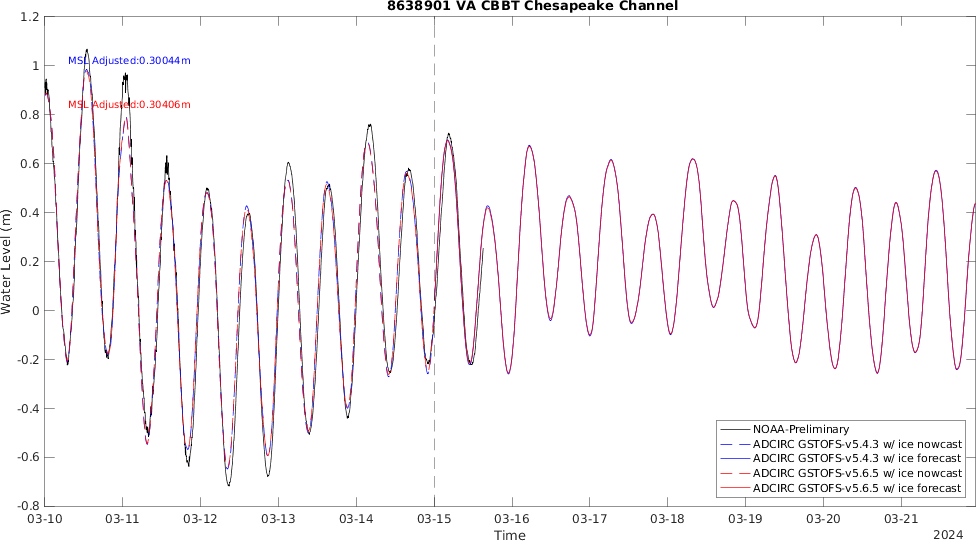 8638901 VA CBBT Chesapeake Channel
1.2
1
0.8
0.6
0.4
0.2
0
-0.2
-0.4
-0.6
-0.8
Water Level (m)
MSL Adjusted:0.30044m
MSL Adjusted:0.30406m
NOAA-Preliminary
ADCIRC GSTOFS-v5.4.3 w/ ice nowcast
ADCIRC GSTOFS-v5.4.3 w/ ice forecast
ADCIRC GSTOFS-v5.6.5 w/ ice nowcast
ADCIRC GSTOFS-v5.6.5 w/ ice forecast
03-10 03-11 03-12 03-13 03-14 03-15 03-16 03-17 03-18 03-19 03-20 03-21
Time
2024